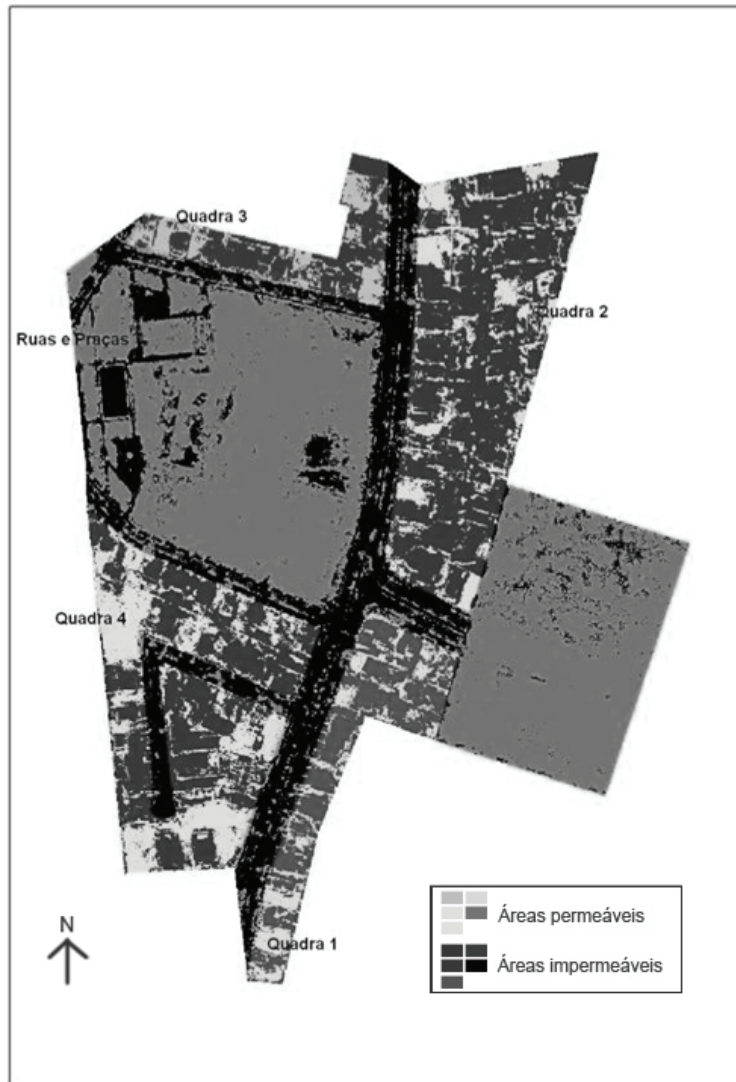 Quadra 3
Quadra 2
Ruas e Praças
Quadra 4
Quadra 1
N
Áreas permeáveis
Áreas impermeáveis